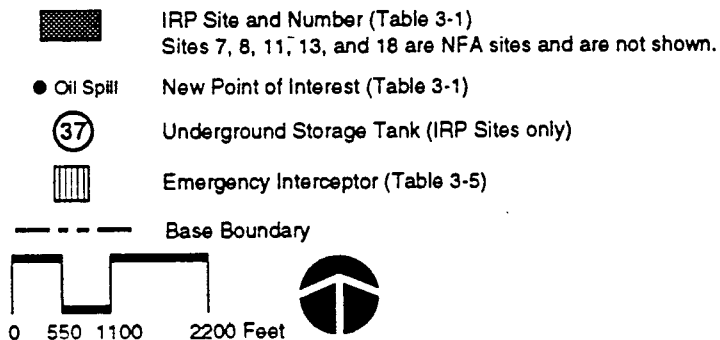 IRP Site and Number (Table 3-1)
Sites 7, 8, 11, 13, and 18 are NFA sites and are not shown.
Oil Spill New Point of Interest (Table 3-1)
37 Underground Storage Tank (IRP Sites only)
Emergency Interceptor (Table 3-5)
Base Boundary
0 550 1100 2200 Feet